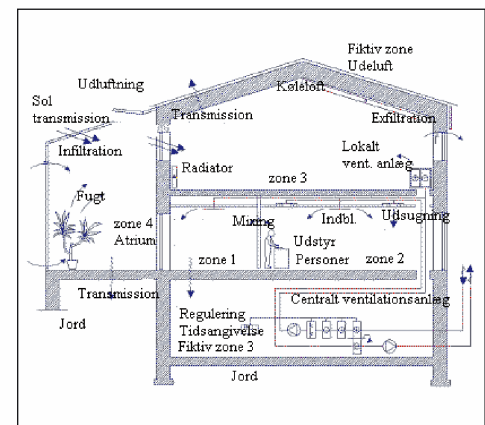 Fiktiv zone
Udeluft
Udluftning
Køleloft
Sol
transmission
Transmission
Exfiltration
Infiltration
Lokalt
vent. anlæg
Radiator
zone 3
Fugt
Mixing
Indbl.
Udsugning
zone 4
Atrium
Udstyr
Personer
zone 1
zone 2
Transmission
Centralt ventilationsanlæg
Regulering
Tidsangivelse
Fiktiv zone 3
Jord
Jord